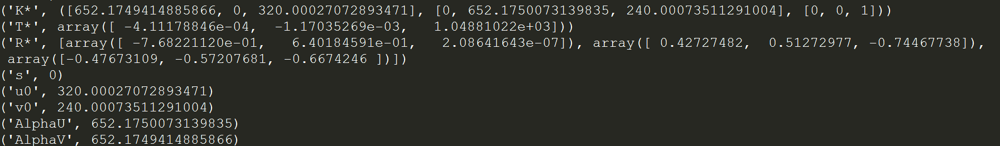 ('K*', ([652.1749414885866, 0, 320.00027072893471], [0, 652.1750073139835, 240.00073511291004], [0, 0, 1]))
('T*', array([ -4.11178846e-04,  -1.17035269e-03,   1.04881022e+03]))
('R*', [array([ -7.68221120e-01,   6.40184591e-01,   2.08641643e-07]), array([ 0.42727482,  0.51272977, -0.74467738]),
 array([-0.47673109, -0.57207681, -0.6674246 ])])
('s', 0)
('u0', 320.00027072893471)
('v0', 240.00073511291004)
('AlphaU', 652.1750073139835)
('AlphaV', 652.1749414885866)